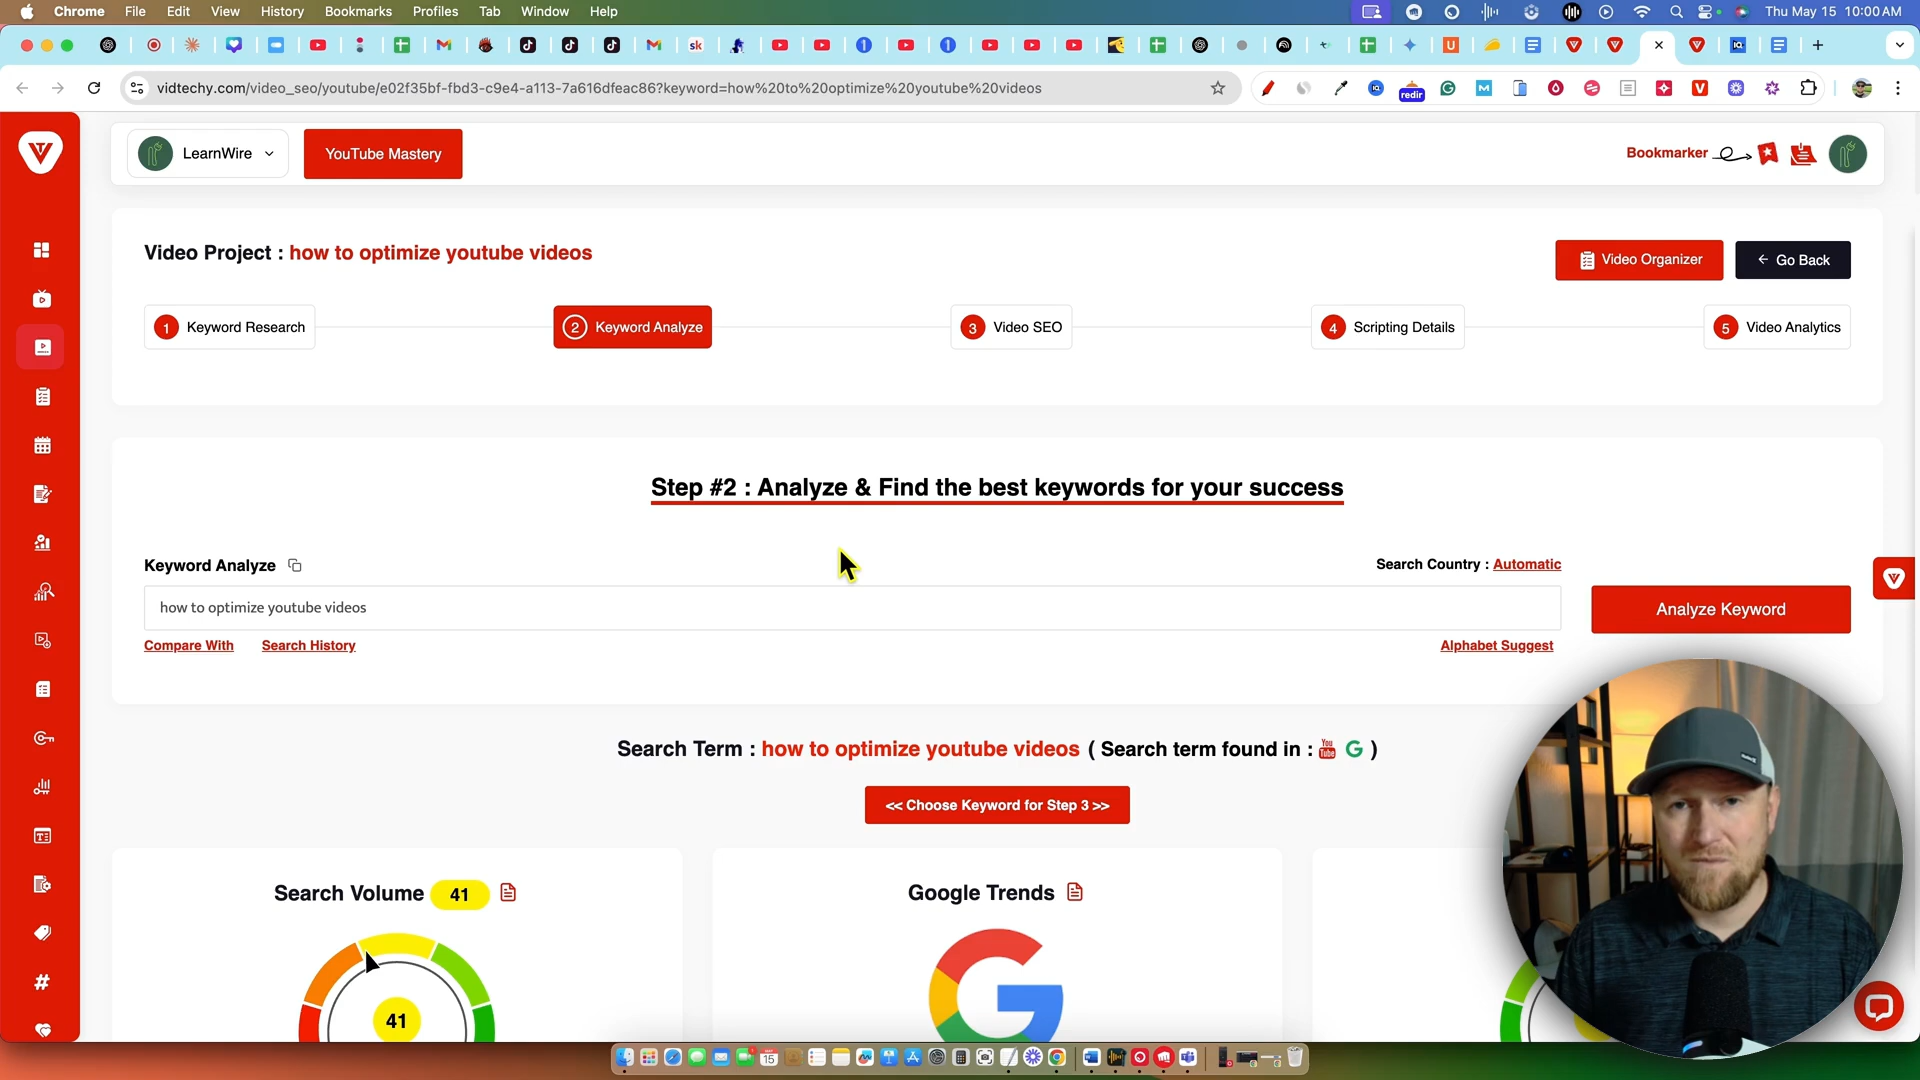 Chrome File Edit View History Bookmarks Profiles Tab Window Help Thu May 15 10:00 AM
vidtechy.com/video_seo/youtube/e02f35bf-fbd3-c9e4-a113-7a616dfeac86?keyword=how%20to%20optimize%20youtube%20videos
redir
LearnWire YouTube Mastery Bookmarker
Video Project : how to optimize youtube videos Video Organizer Go Back
1 Keyword Research 2 Keyword Analyze 3 Video SEO 4 Scripting Details 5 Video Analytics
Step #2 : Analyze & Find the best keywords for your success
Keyword Analyze Search Country : Automatic
how to optimize youtube videos Analyze Keyword
Compare With Search History Alphabet Suggest
Search Term : how to optimize youtube videos ( Search term found in : You Tube G )
<< Choose Keyword for Step 3 >>
Search Volume 41 Google Trends
41